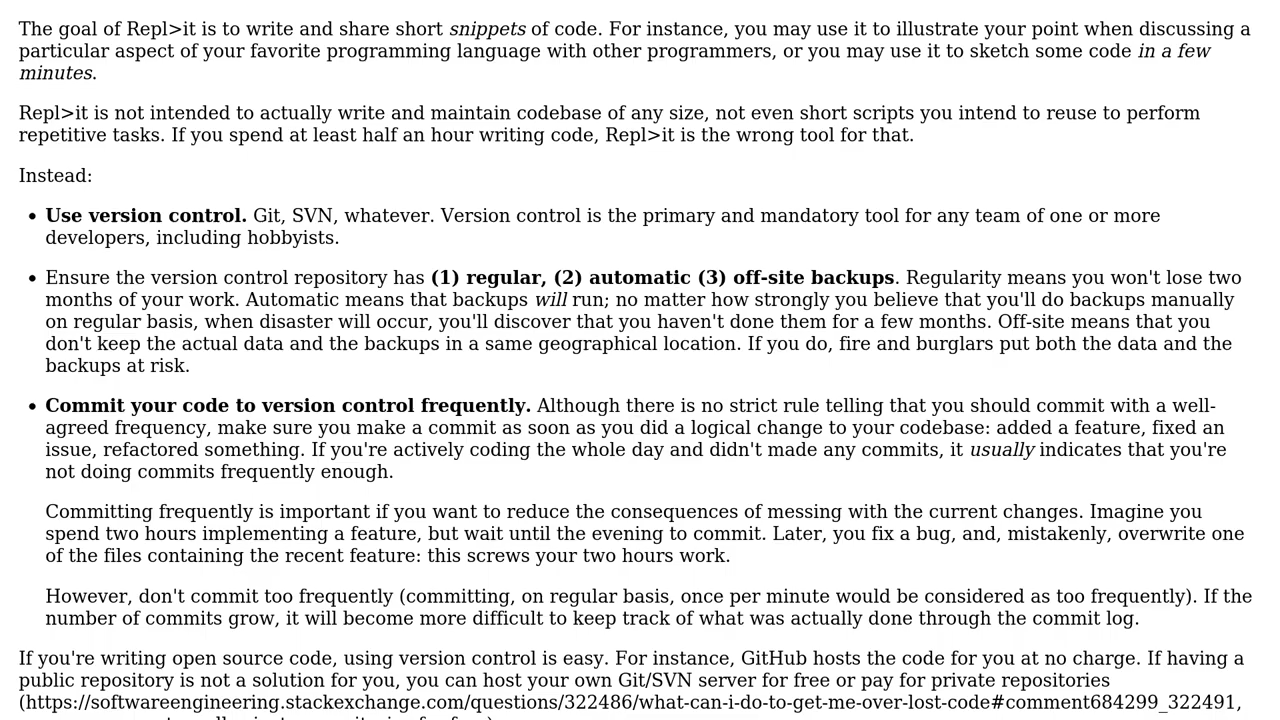 The goal of Repl>it is to write and share short snippets of code. For instance, you may use it to illustrate your point when discussing a
particular aspect of your favorite programming language with other programmers, or you may use it to sketch some code in a few
minutes.
Repl>it is not intended to actually write and maintain codebase of any size, not even short scripts you intend to reuse to perform
repetitive tasks. If you spend at least half an hour writing code, Repl>it is the wrong tool for that.
Instead:
• Use version control. Git, SVN, whatever. Version control is the primary and mandatory tool for any team of one or more
developers, including hobbyists.
• Ensure the version control repository has (1) regular, (2) automatic (3) off-site backups. Regularity means you won't lose two
months of your work. Automatic means that backups will run; no matter how strongly you believe that you'll do backups manually
on regular basis, when disaster will occur, you'll discover that you haven't done them for a few months. Off-site means that you
don't keep the actual data and the backups in a same geographical location. If you do, fire and burglars put both the data and the
backups at risk.
• Commit your code to version control frequently. Although there is no strict rule telling that you should commit with a well-
agreed frequency, make sure you make a commit as soon as you did a logical change to your codebase: added a feature, fixed an
issue, refactored something. If you're actively coding the whole day and didn't made any commits, it usually indicates that you're
not doing commits frequently enough.
Committing frequently is important if you want to reduce the consequences of messing with the current changes. Imagine you
spend two hours implementing a feature, but wait until the evening to commit. Later, you fix a bug, and, mistakenly, overwrite one
of the files containing the recent feature: this screws your two hours work.
However, don't commit too frequently (committing, on regular basis, once per minute would be considered as too frequently). If the
number of commits grow, it will become more difficult to keep track of what was actually done through the commit log.
If you're writing open source code, using version control is easy. For instance, GitHub hosts the code for you at no charge. If having a
public repository is not a solution for you, you can host your own Git/SVN server for free or pay for private repositories
(https://softwareengineering.stackexchange.com/questions/322486/what-can-i-do-to-get-me-over-lost-code#comment684299_322491,